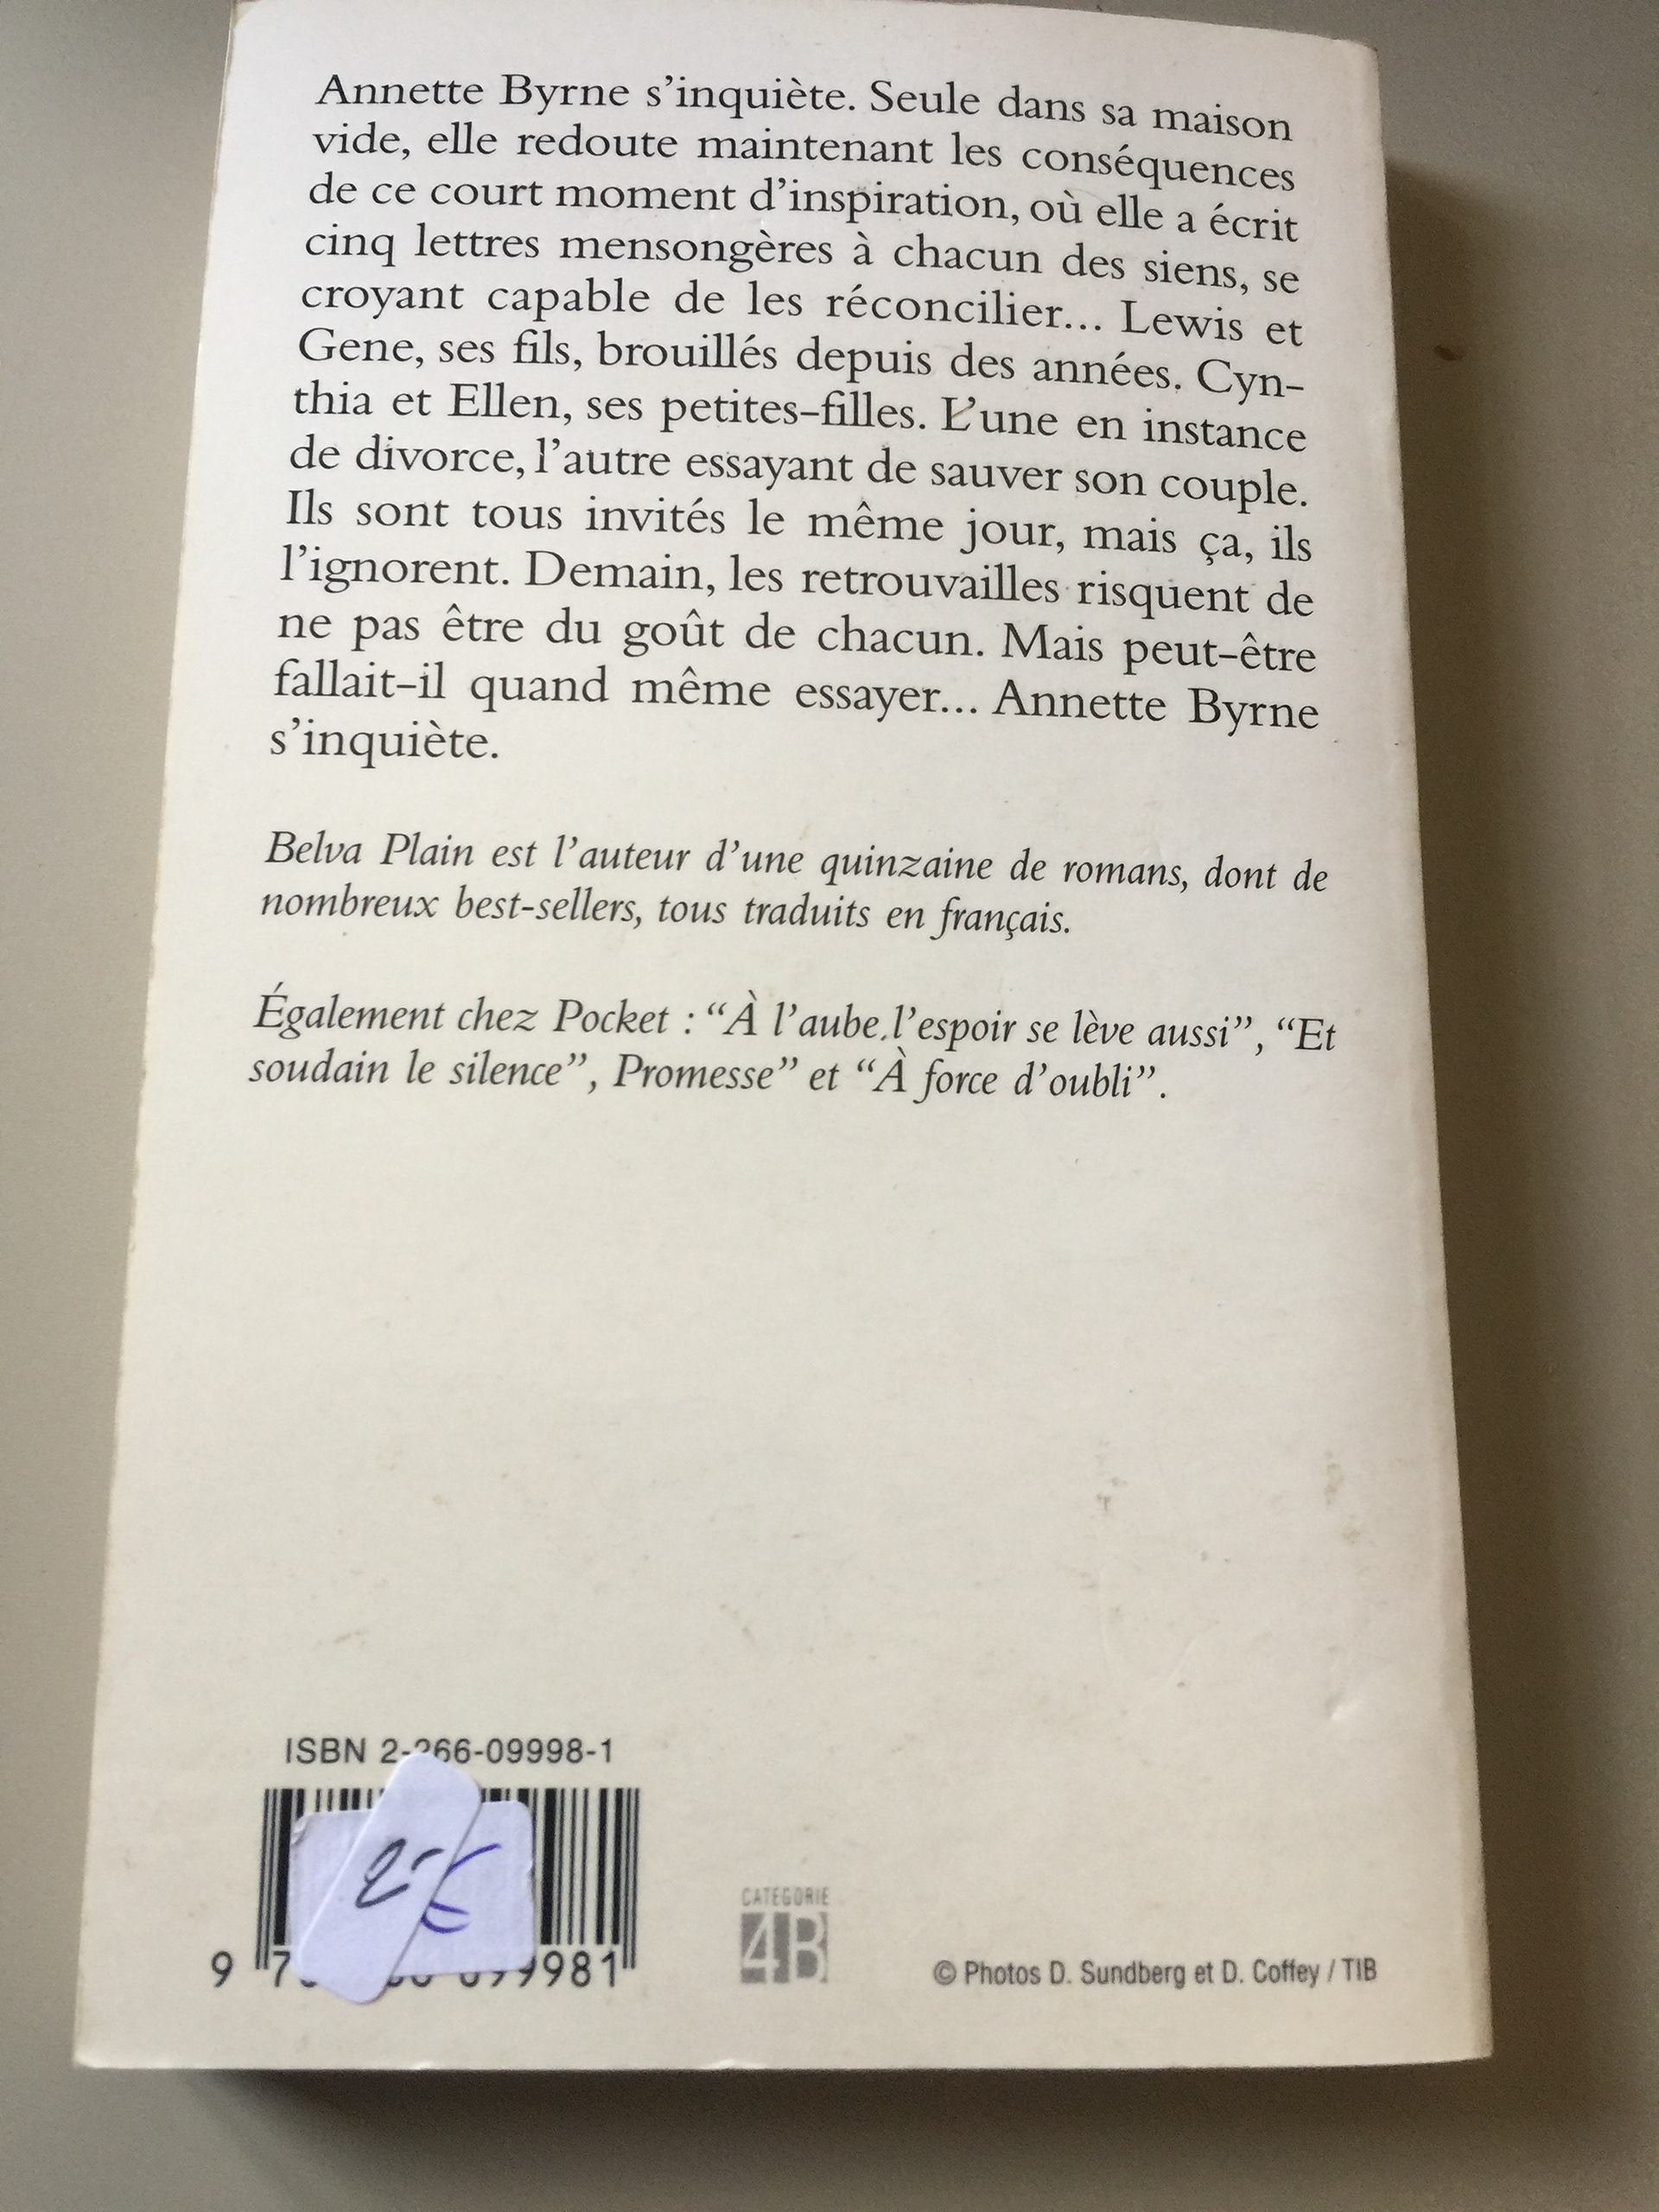 Annette Byrne s'inquiète. Seule dans sa maison
vide, elle redoute maintenant les conséquences
de ce court moment d'inspiration, où elle a écrit
cinq lettres mensongères à chacun des siens, se
croyant capable de les réconcilier... Lewis et
Gene, ses fils, brouillés depuis des années. Cyn-
thia et Ellen, ses petites-filles. L'une en instance
de divorce, l'autre essayant de sauver son couple.
Ils sont tous invités le même jour, mais ça, ils
l'ignorent. Demain, les retrouvailles risquent de
ne pas être du goût de chacun. Mais peut-être
fallait-il quand même essayer... Annette Byrne
s'inquiète.
Belva Plain est l'auteur d'une quinzaine de romans, dont de
nombreux best-sellers, tous traduits en français.
Également chez Pocket : “À l'aube l'espoir se lève aussi”, “Et
soudain le silence”, Promesse” et “À force d'oubli”.
ISBN 2-266-09998-1
2-€
9 99981
CATÉGORIE
4B
© Photos D. Sundberg et D. Coffey / TIB